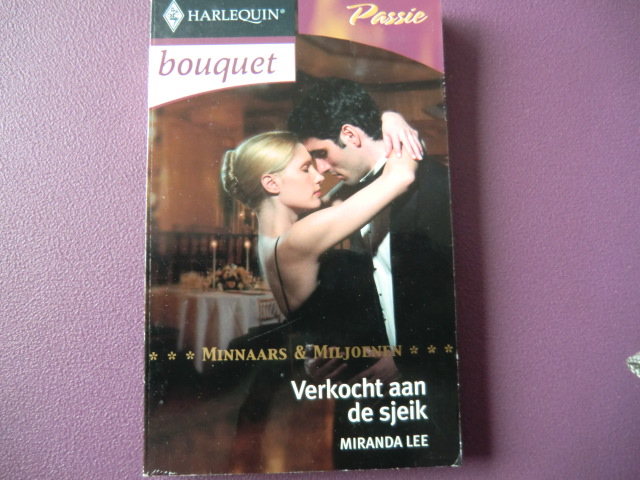 HARLEQUIN®
Passie
bouquet
* * * MINNAARS & MILJOENEN * * *
Verkocht aan
de sjeik
MIRANDA LEE